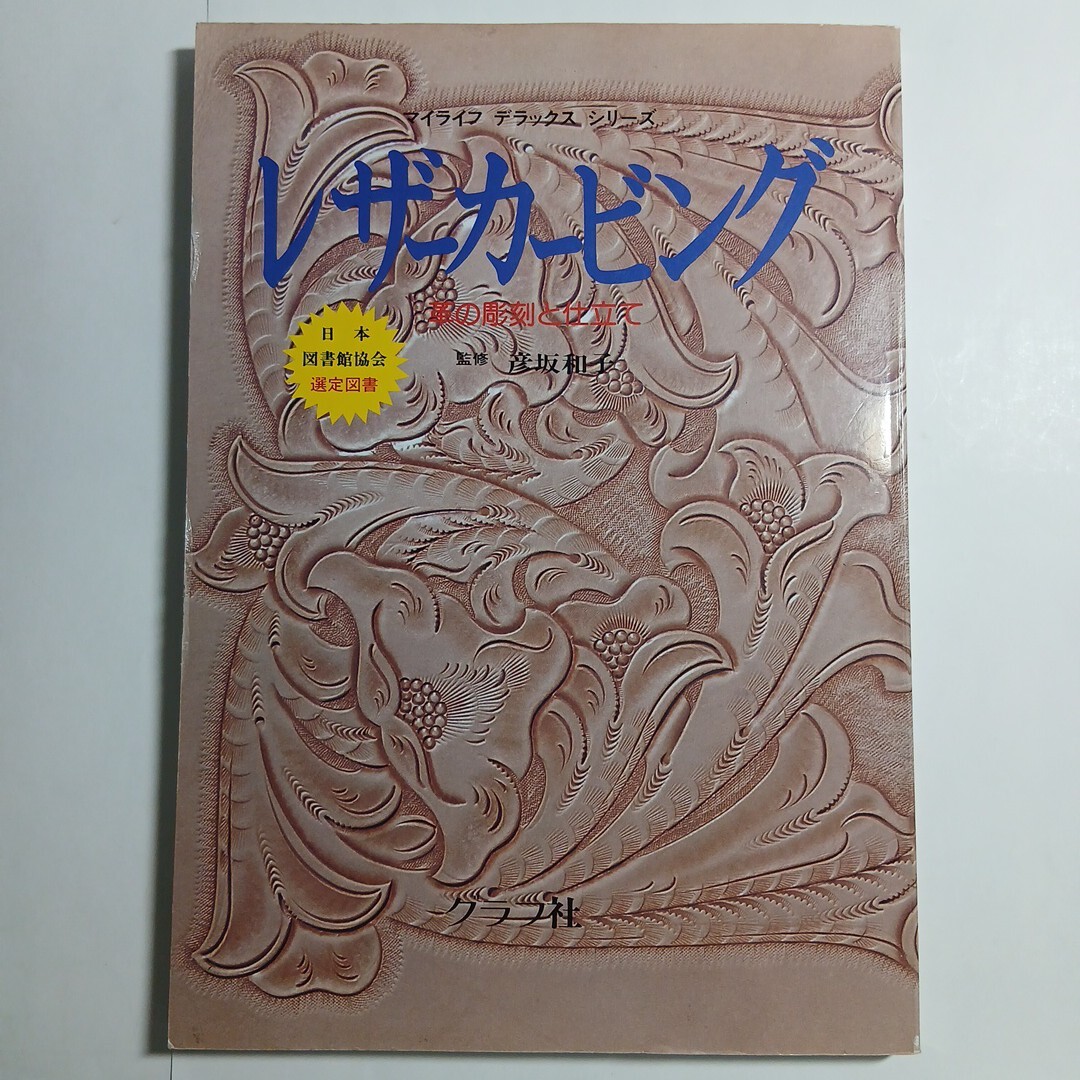 マイライフ デラックス シリーズ
レザーカービング
革の彫刻と仕立て
監修 彦坂和子
日本
図書館協会
選定図書
グラフ社